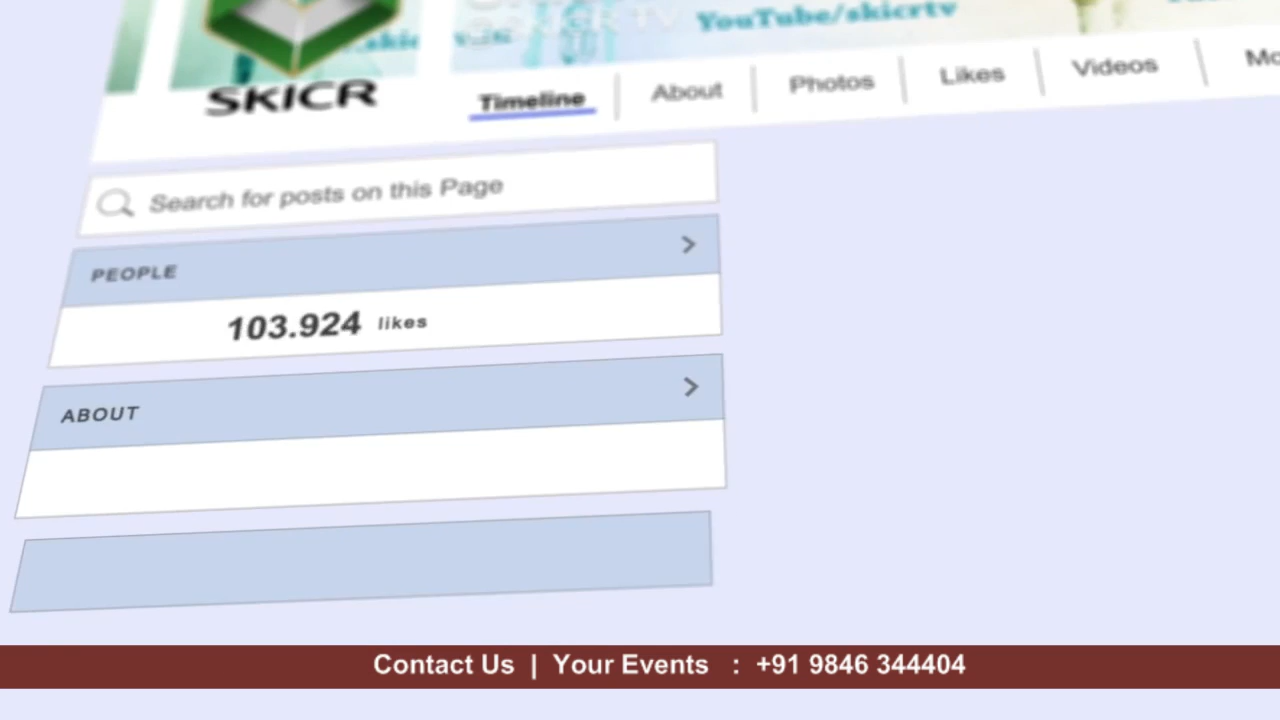 YouTube/skicrtv
SKICR
Timeline
About
Photos
Likes
Videos
Search for posts on this Page
PEOPLE
103.924 likes
ABOUT
Contact Us | Your Events : +91 9846 344404